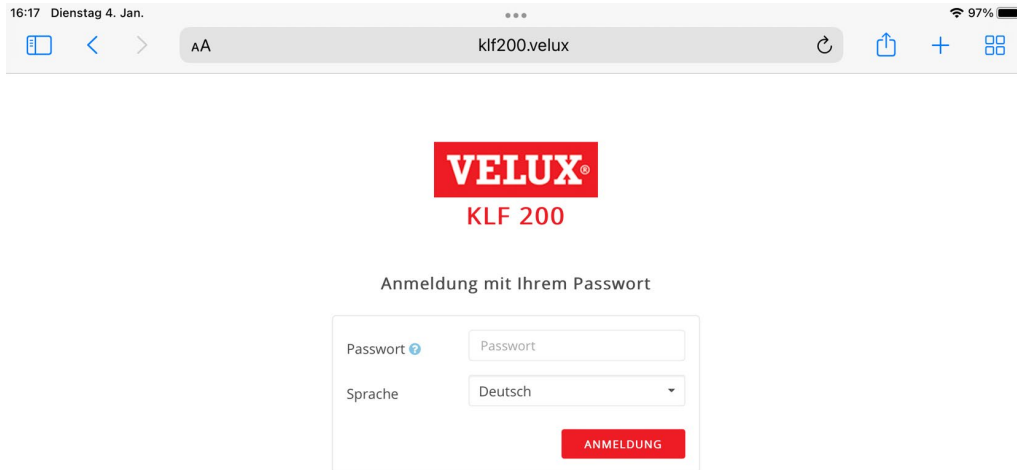 16:17 Dienstag 4. Jan. 97%
AA klf200.velux
VELUX®
KLF 200
Anmeldung mit Ihrem Passwort
Passwort ? Passwort
Sprache Deutsch
ANMELDUNG